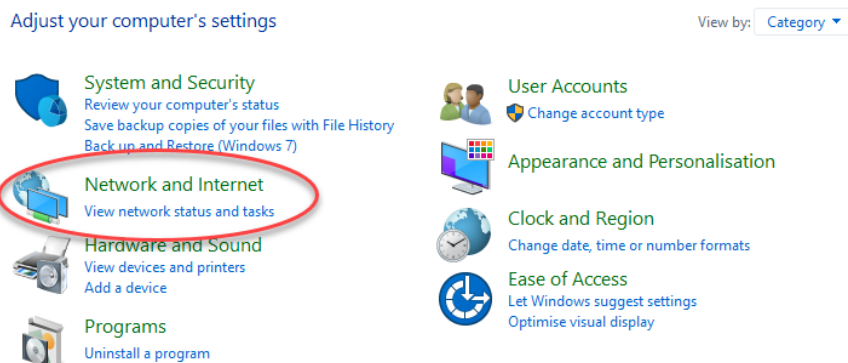 Adjust your computer's settings
View by: Category
System and Security
Review your computer's status
Save backup copies of your files with File History
Back up and Restore (Windows 7)
Network and Internet
View network status and tasks
Hardware and Sound
View devices and printers
Add a device
Programs
Uninstall a program
User Accounts
Change account type
Appearance and Personalisation
Clock and Region
Change date, time or number formats
Ease of Access
Let Windows suggest settings
Optimise visual display